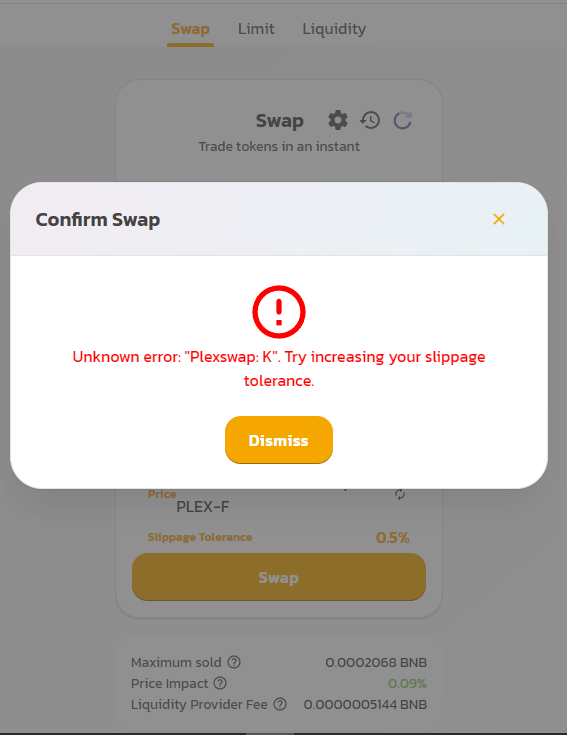 Swap Limit Liquidity
Swap
Trade tokens in an instant
Confirm Swap
Unknown error: "Plexswap: K". Try increasing your slippage
tolerance.
Dismiss
Price
PLEX-F
Slippage Tolerance 0.5%
Swap
Maximum sold 0.0002068 BNB
Price Impact 0.09%
Liquidity Provider Fee 0.0000005144 BNB